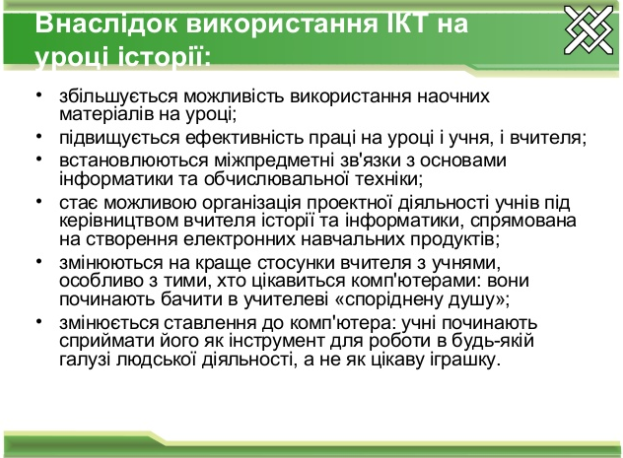 Внаслідок використання ІКТ на
уроці історії:
• збільшується можливість використання наочних
матеріалів на уроці;
• підвищується ефективність праці на уроці і учня, і вчителя;
• встановлюються міжпредметні зв'язки з основами
інформатики та обчислювальної техніки;
• стає можливою організація проектної діяльності учнів під
керівництвом вчителя історії та інформатики, спрямована
на створення електронних навчальних продуктів;
• змінюються на краще стосунки вчителя з учнями,
особливо з тими, хто цікавиться комп'ютерами: вони
починають бачити в учителеві «споріднену душу»;
• змінюється ставлення до комп'ютера: учні починають
сприймати його як інструмент для роботи в будь-якій
галузі людської діяльності, а не як цікаву іграшку.